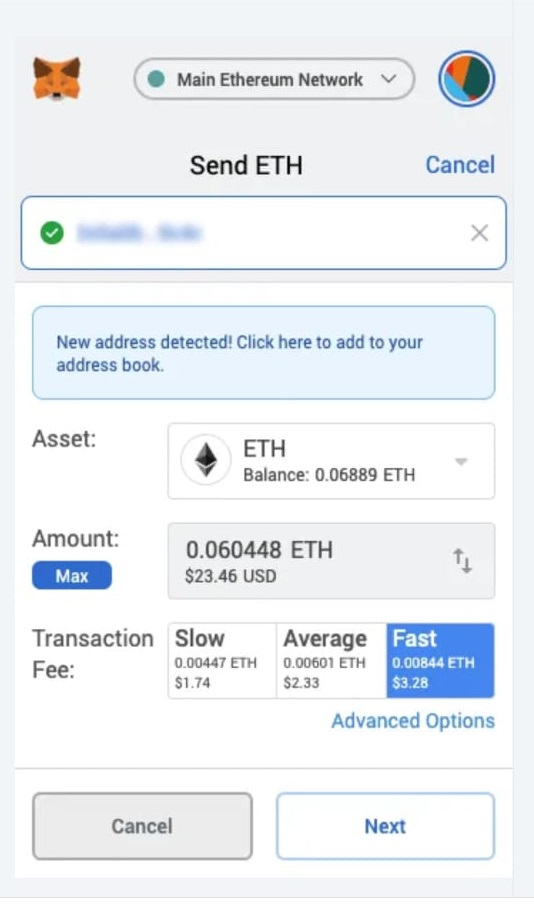 Main Ethereum Network
Send ETH
Cancel
New address detected! Click here to add to your
address book.
Asset:
ETH
Balance: 0.06889 ETH
Amount:
Max
0.060448 ETH
$23.46 USD
Transaction
Fee:
Slow
0.00447 ETH
$1.74
Average
0.00601 ETH
$2.33
Fast
0.00844 ETH
$3.28
Advanced Options
Cancel
Next